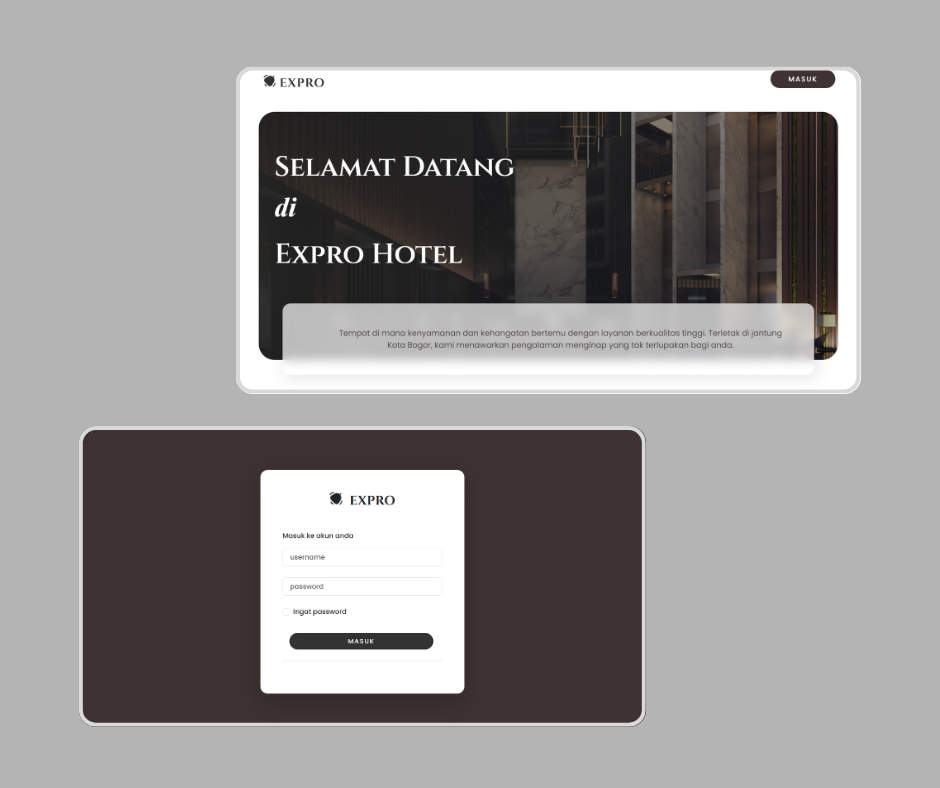 EXPRO
MASUK
SELAMAT DATANG
di
EXPRO HOTEL
Tempat di mana kenyamanan dan kehangatan bertemu dengan layanan berkualitas tinggi. Terletak di jantung
Kota Bogor, kami menawarkan pengalaman menginap yang tak terlupakan bagi anda.
EXPRO
Masuk ke akun anda
username
password
Ingat password
MASUK